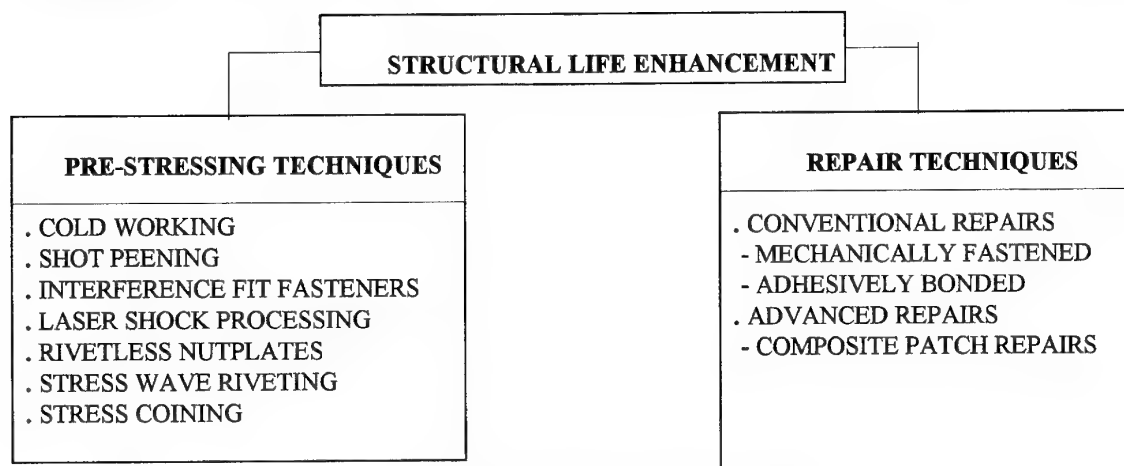 STRUCTURAL LIFE ENHANCEMENT
PRE-STRESSING TECHNIQUES
. COLD WORKING
. SHOT PEENING
. INTERFERENCE FIT FASTENERS
. LASER SHOCK PROCESSING
. RIVETLESS NUTPLATES
. STRESS WAVE RIVETING
. STRESS COINING
REPAIR TECHNIQUES
. CONVENTIONAL REPAIRS
- MECHANICALLY FASTENED
- ADHESIVELY BONDED
. ADVANCED REPAIRS
- COMPOSITE PATCH REPAIRS